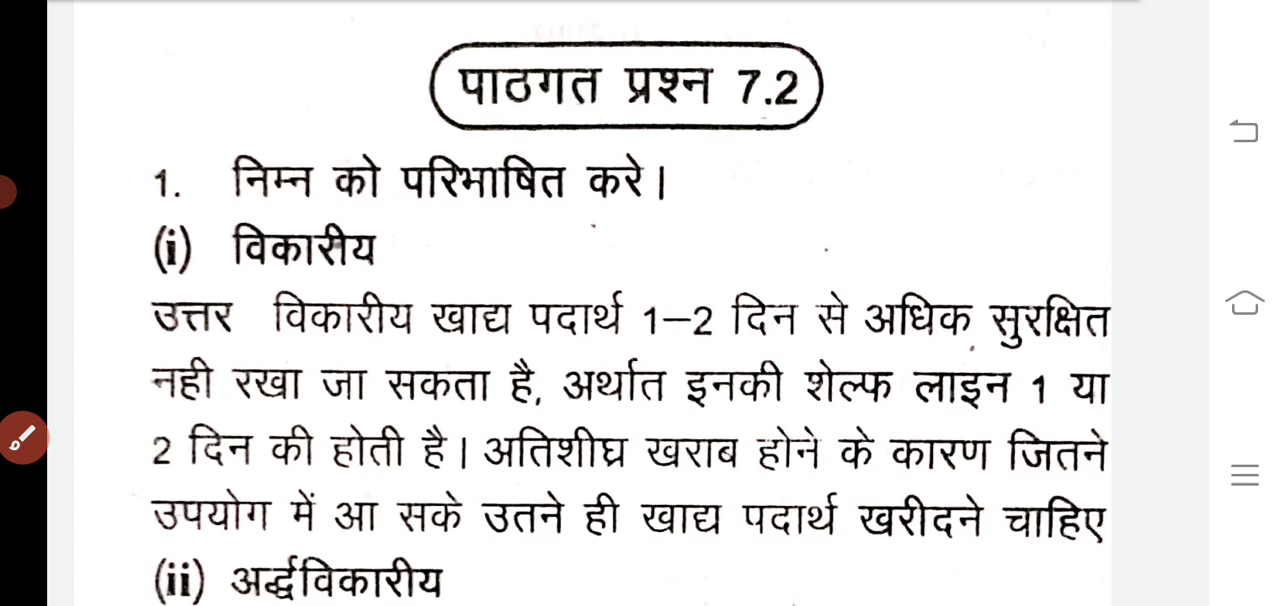 पाठगत प्रश्न 7.2
1. निम्न को परिभाषित करे।
(i) विकारीय
उत्तर विकारीय खाद्य पदार्थ 1–2 दिन से अधिक सुरक्षित
नही रखा जा सकता है, अर्थात इनकी शेल्फ लाइन 1 या
2 दिन की होती है। अतिशीघ्र खराब होने के कारण जितने
उपयोग में आ सके उतने ही खाद्य पदार्थ खरीदने चाहिए
(ii) अर्द्धविकारीय